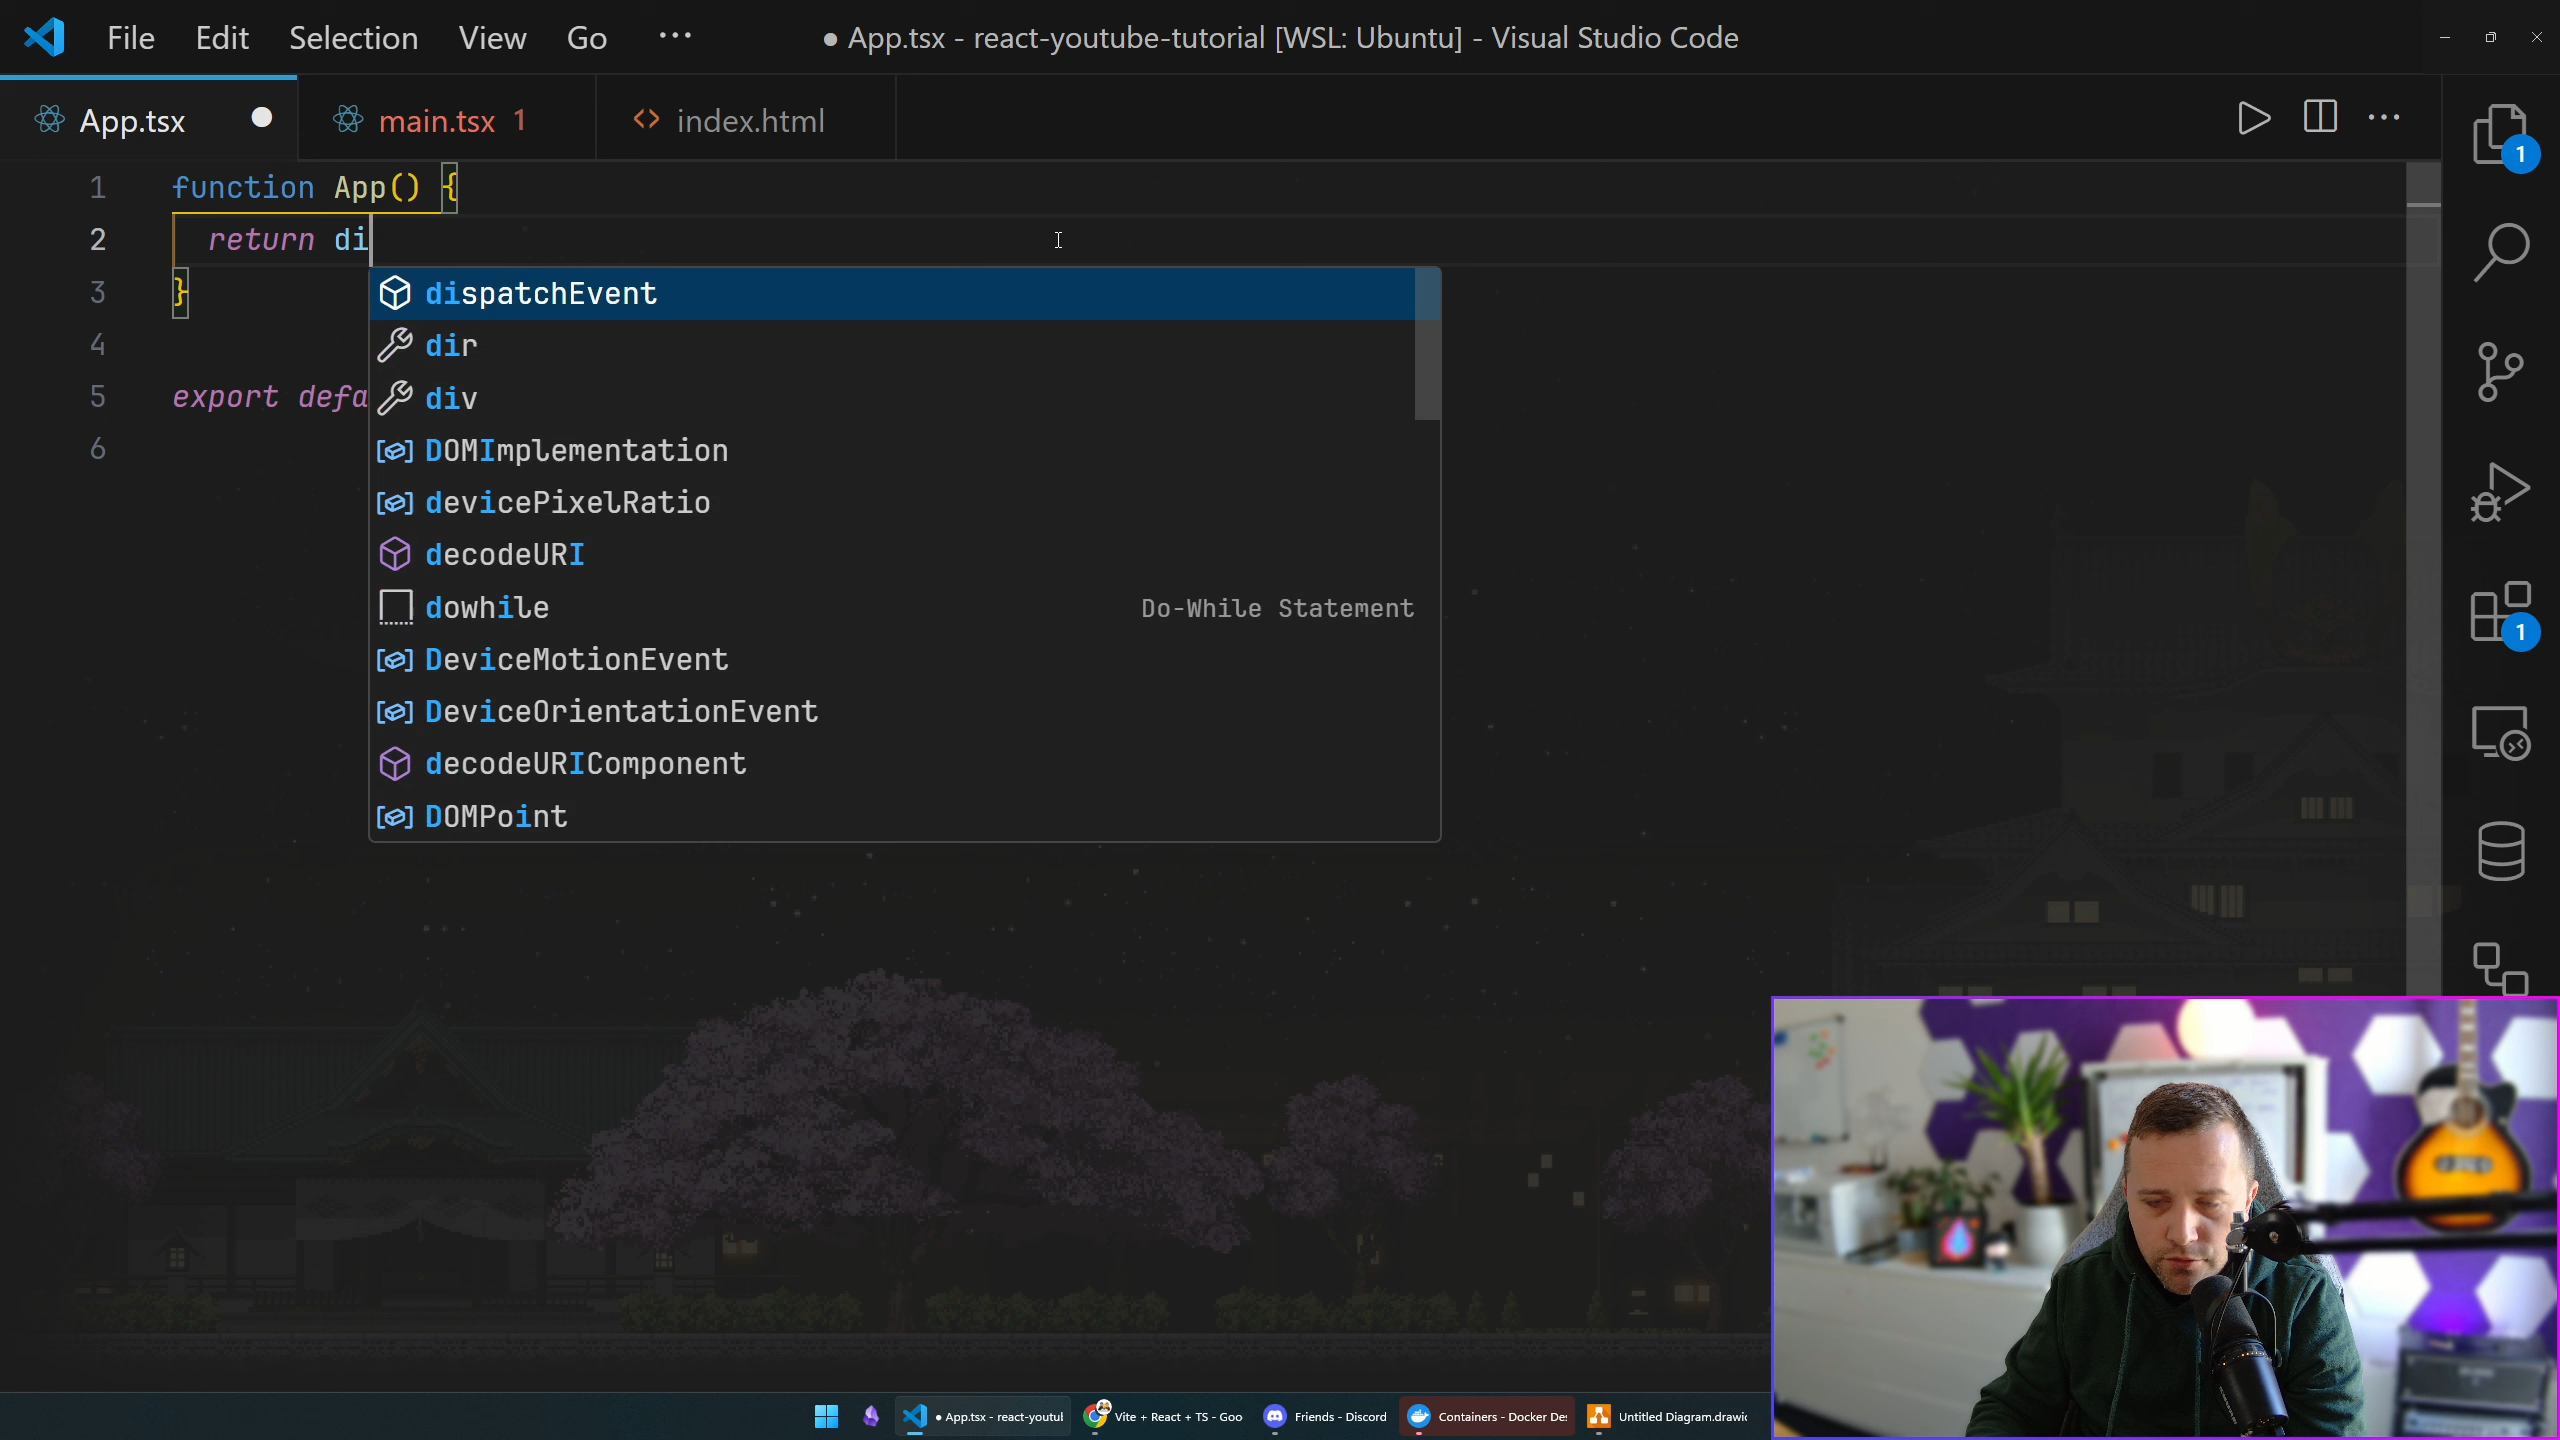 File Edit Selection View Go ···
● App.tsx - react-youtube-tutorial [WSL: Ubuntu] - Visual Studio Code
App.tsx
main.tsx 1
index.html
1 function App() {
2 return di
3 }
4
5 export defa
6
dispatchEvent
dir
div
DOMImplementation
devicePixelRatio
decodeURI
dowhile Do-While Statement
DeviceMotionEvent
DeviceOrientationEvent
decodeURIComponent
DOMPoint
1
1
● App.tsx - react-youtul
Vite + React + TS - Goo
Friends - Discord
Containers - Docker De
Untitled Diagram.drawi